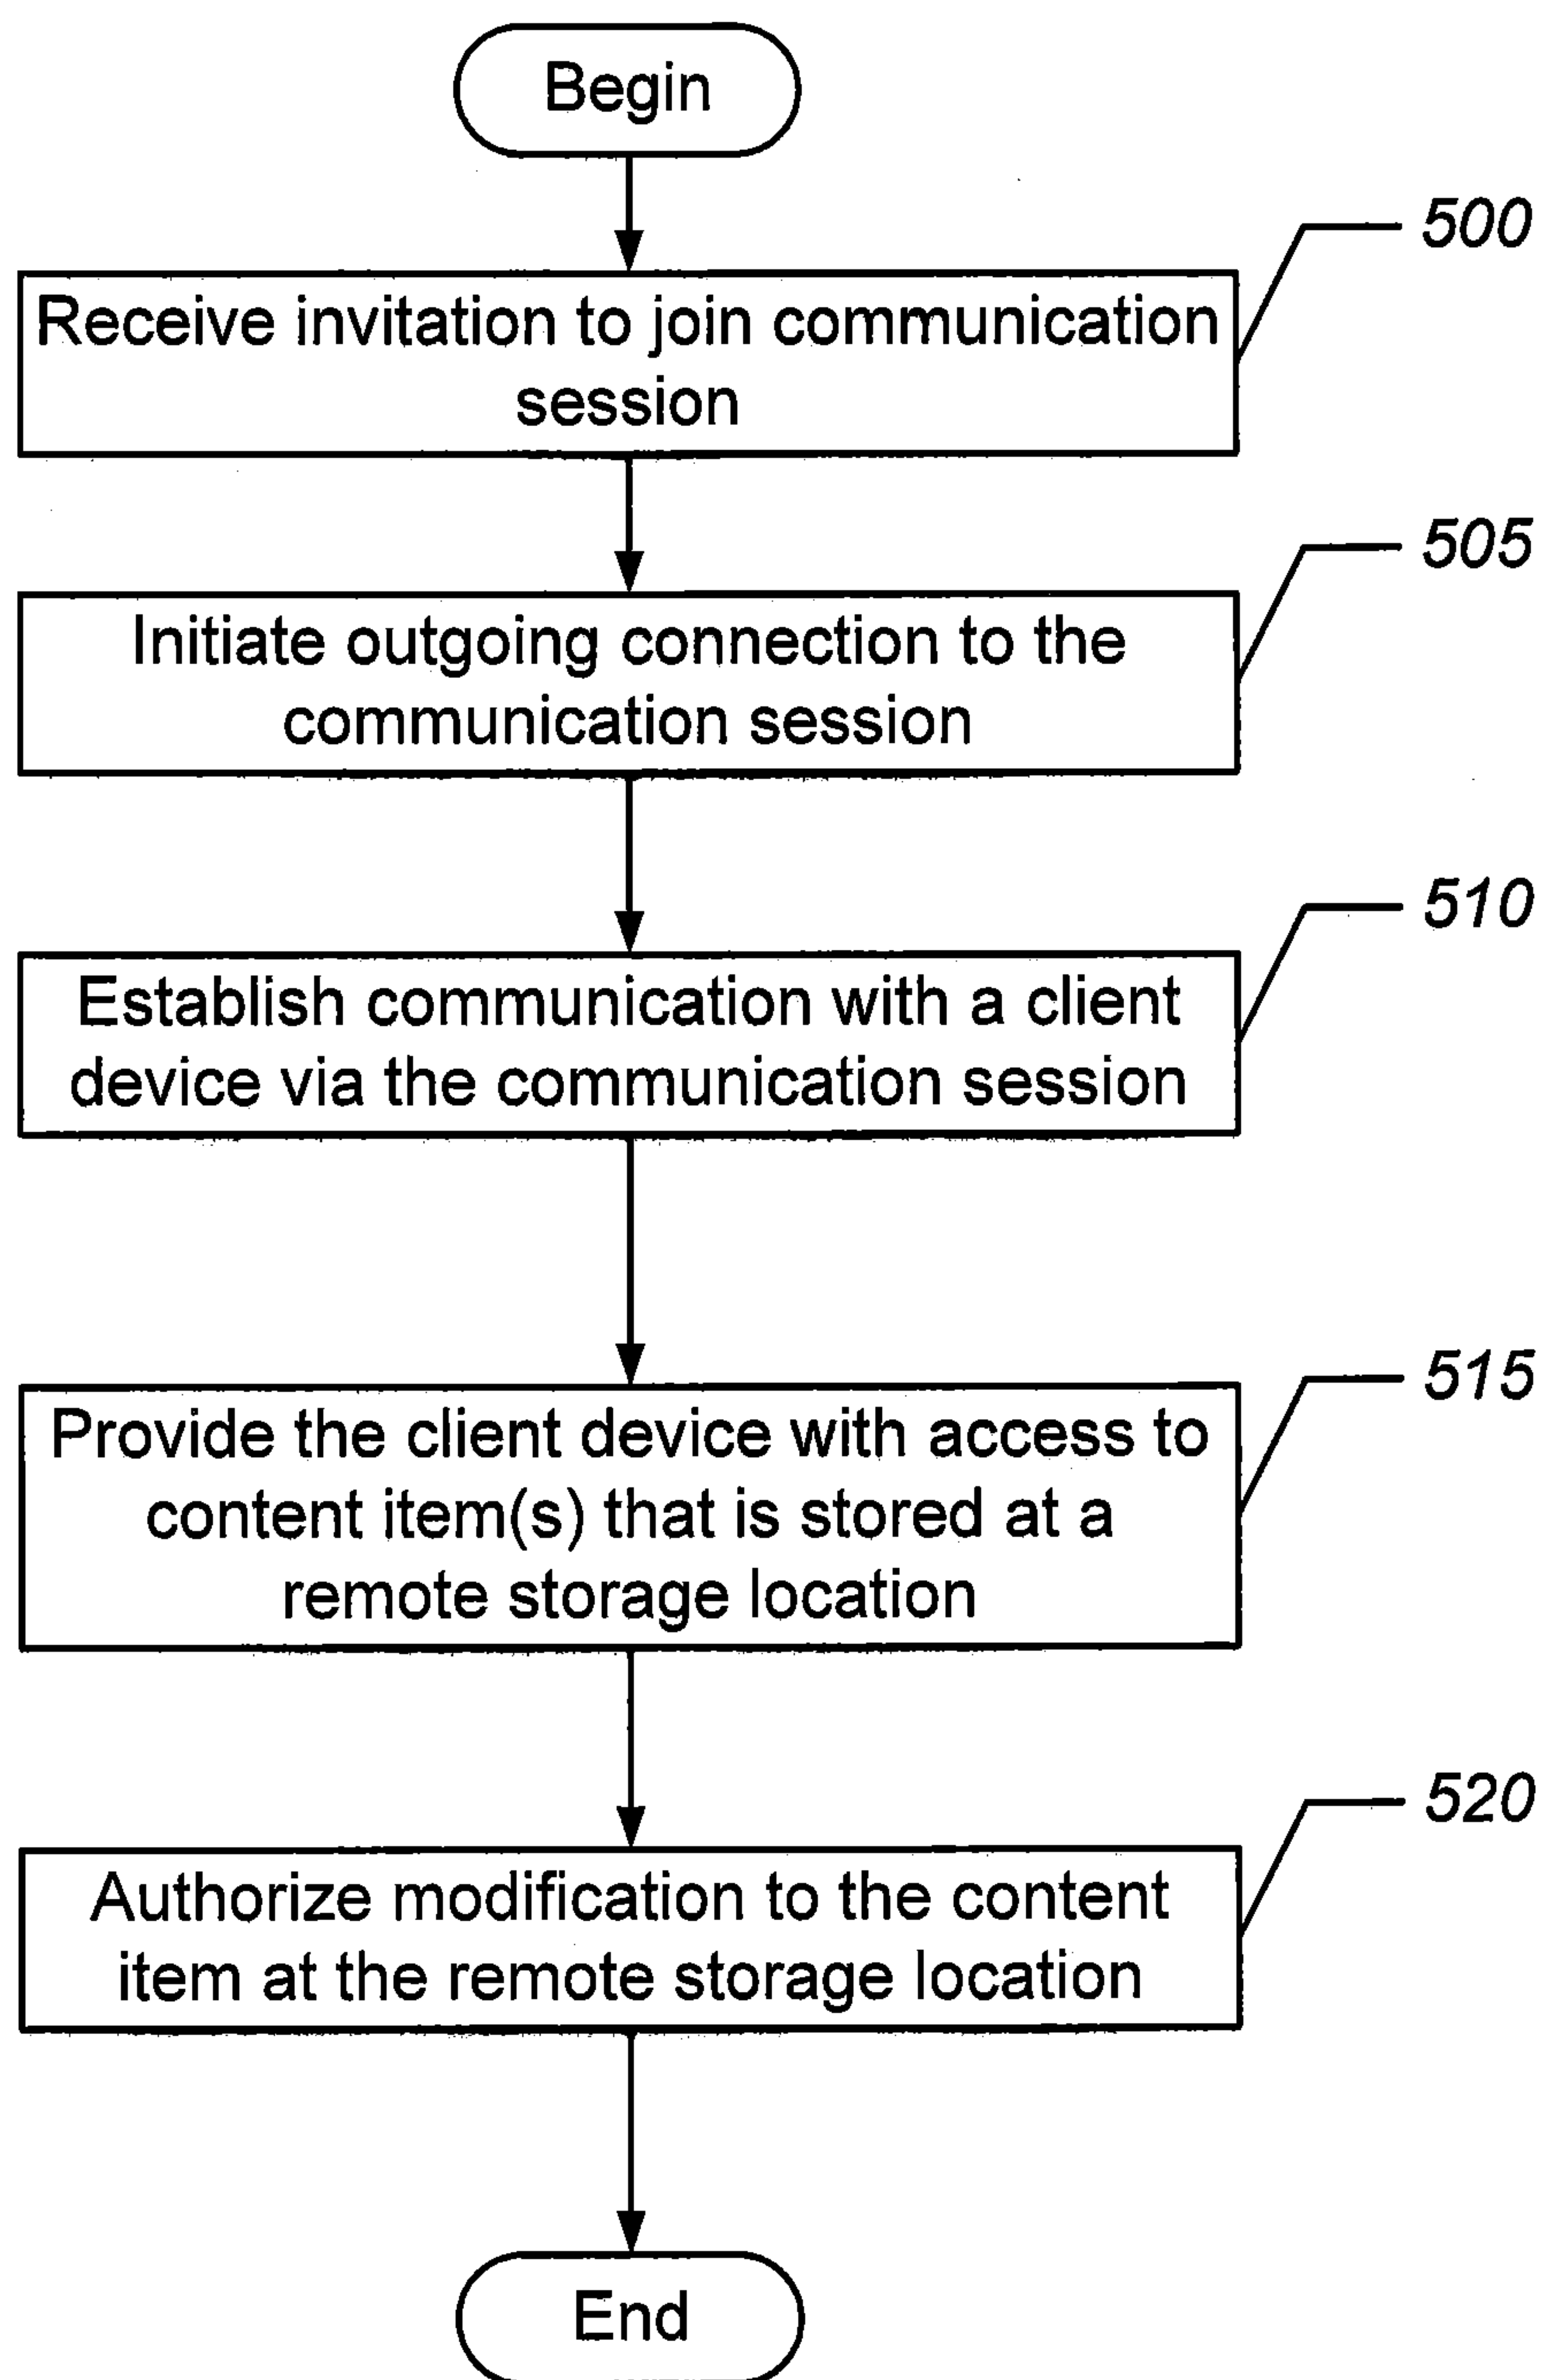 Begin
500
Receive invitation to join communication
session
505
Initiate outgoing connection to the
communication session
510
Establish communication with a client
device via the communication session
515
Provide the client device with access to
content item(s) that is stored at a
remote storage location
520
Authorize modification to the content
item at the remote storage location
End